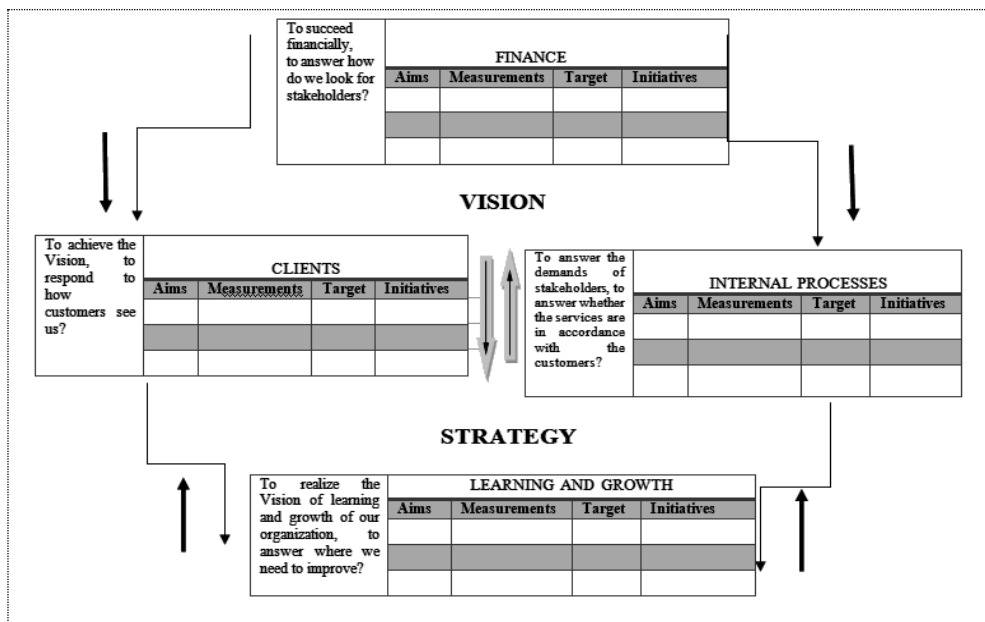 To succeed
financially,
to answer how
do we look for
stakeholders?
FINANCE
Aims Measurements Target Initiatives
VISION
To achieve the
Vision, to
respond to
how
customers see
us?
CLIENTS
Aims Measurements Target Initiatives
To answer the
demands of
stakeholders, to
answer whether
the services are
in accordance
with the
customers?
INTERNAL PROCESSES
Aims Measurements Target Initiatives
STRATEGY
To realize the
Vision of learning
and growth of our
organization, to
answer where we
need to improve?
LEARNING AND GROWTH
Aims Measurements Target Initiatives